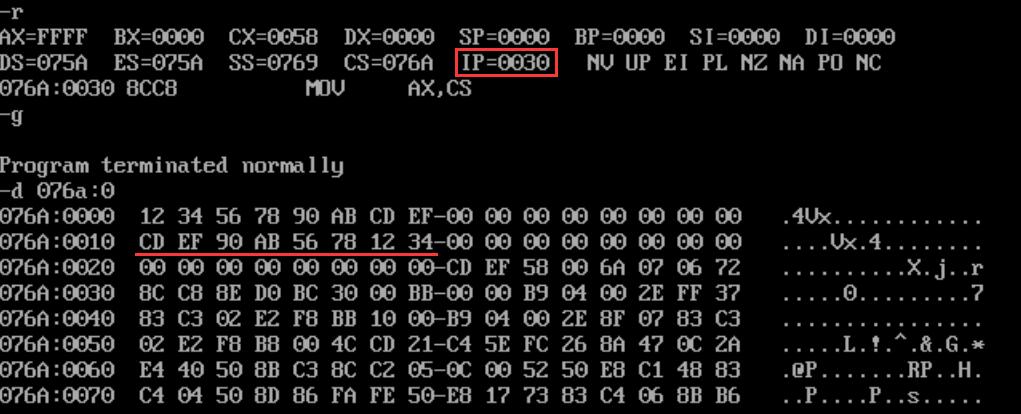 -r
AX=FFFF  BX=0000  CX=0058  DX=0000  SP=0000  BP=0000  SI=0000  DI=0000
DS=075A  ES=075A  SS=0769  CS=076A  IP=0030   NV UP EI PL NZ NA PO NC
076A:0030 8CC8          MOV     AX,CS
-g

Program terminated normally
-d 076a:0
076A:0000  12 34 56 78 90 AB CD EF-00 00 00 00 00 00 00 00   .4Vx............
076A:0010  CD EF 90 AB 56 78 12 34-00 00 00 00 00 00 00 00   ....Vx.4........
076A:0020  00 00 00 00 00 00 00 00-CD EF 58 00 6A 07 06 72   ..........X.j..r
076A:0030  8C C8 8E D0 BC 30 00 BB-00 00 B9 04 00 2E FF 37   .....0.........7
076A:0040  83 C3 02 E2 F8 BB 10 00-B9 04 00 2E 8F 07 83 C3   ................
076A:0050  02 E2 F8 B8 00 4C CD 21-C4 5E FC 26 8A 47 0C 2A   .....L.!.^.&.G.*
076A:0060  E4 40 50 8B C3 8C C2 05-0C 00 52 50 E8 C1 48 83   .@P.......RP..H.
076A:0070  C4 04 50 8D 86 FA FE 50-E8 17 73 83 C4 06 8B B6   ..P....P..s.....